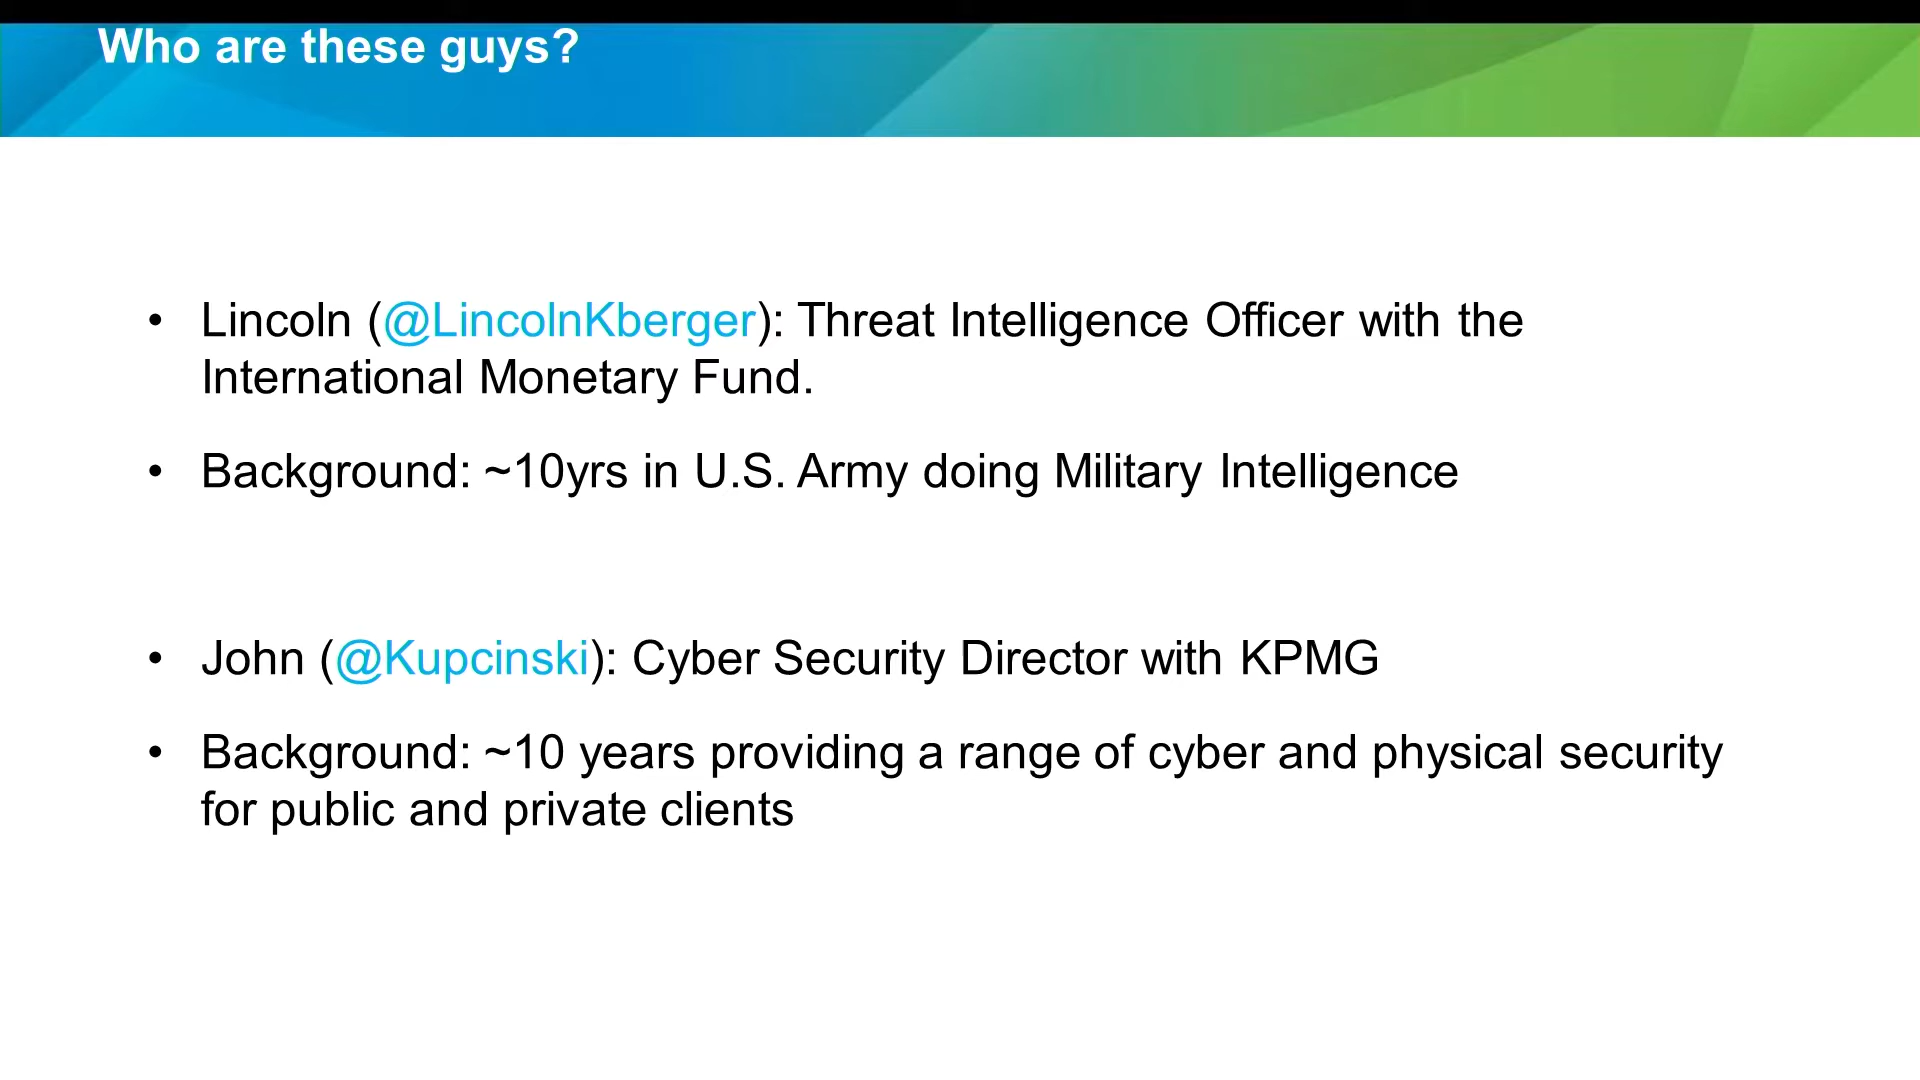 Who are these guys?
• Lincoln (@LincolnKberger): Threat Intelligence Officer with the
International Monetary Fund.
• Background: ~10yrs in U.S. Army doing Military Intelligence
• John (@Kupcinski): Cyber Security Director with KPMG
• Background: ~10 years providing a range of cyber and physical security
for public and private clients